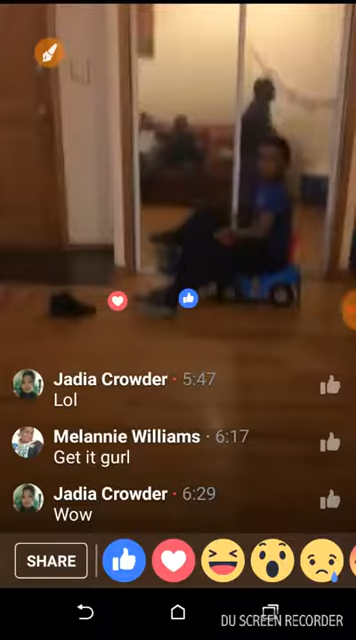 Jadia Crowder · 5:47
Lol
Melannie Williams · 6:17
Get it gurl
Jadia Crowder · 6:29
Wow
SHARE
DU SCREEN RECORDER